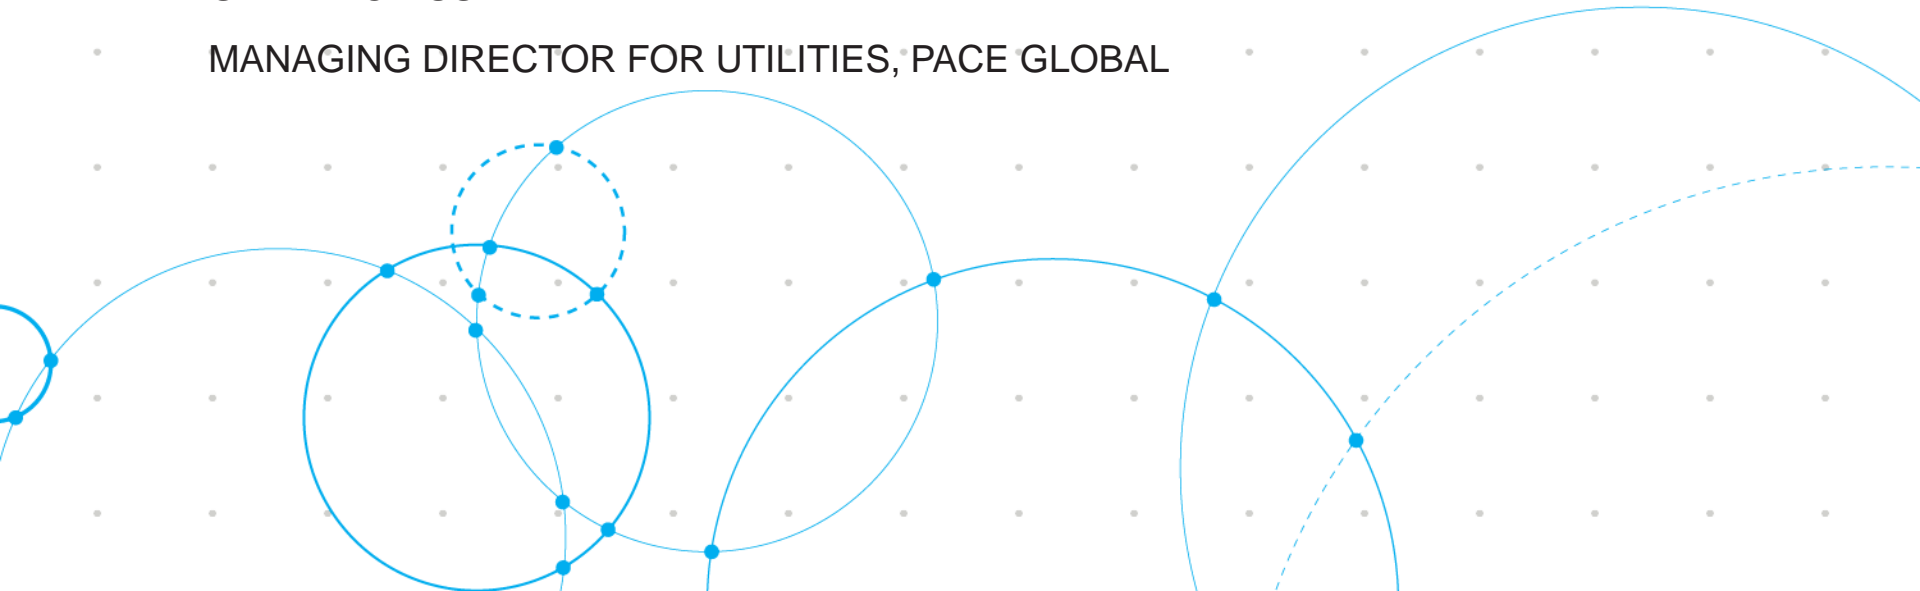 MANAGING DIRECTOR FOR UTILITIES, PACE GLOBAL